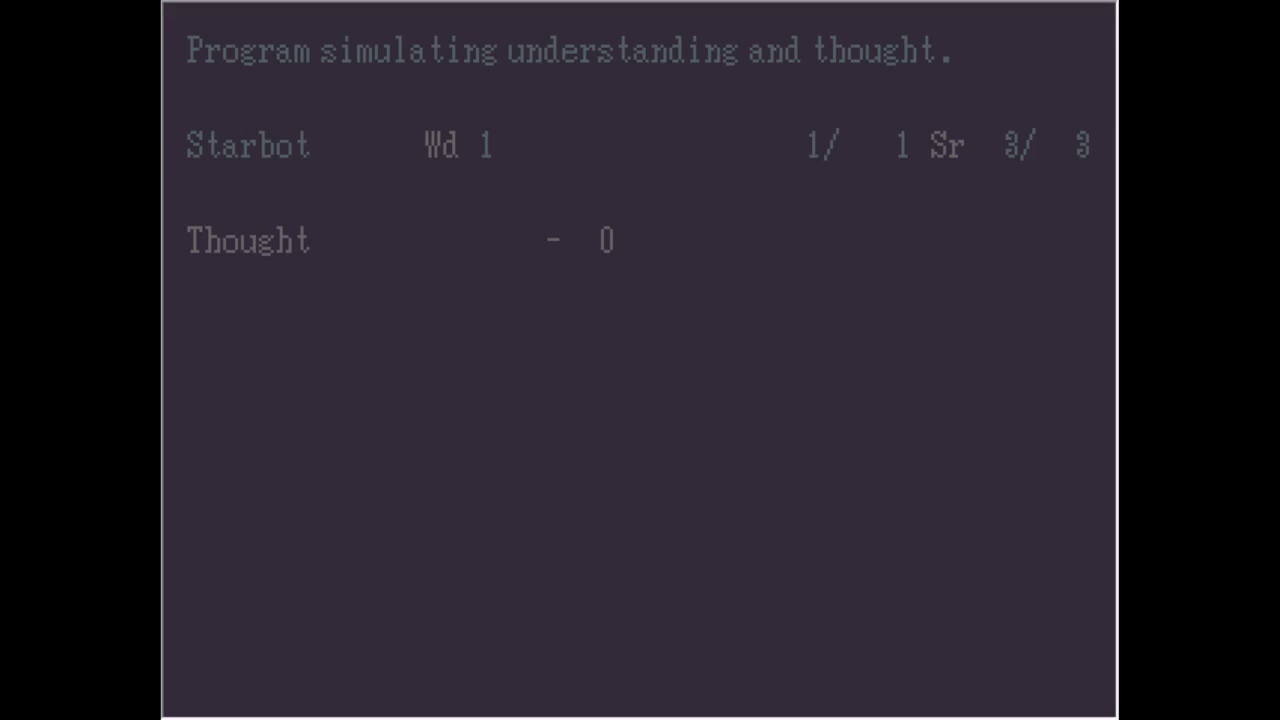 Program simulating understanding and thought.
Starbot Wd 1 1/ 1 Sr 3/ 3
Thought - 0